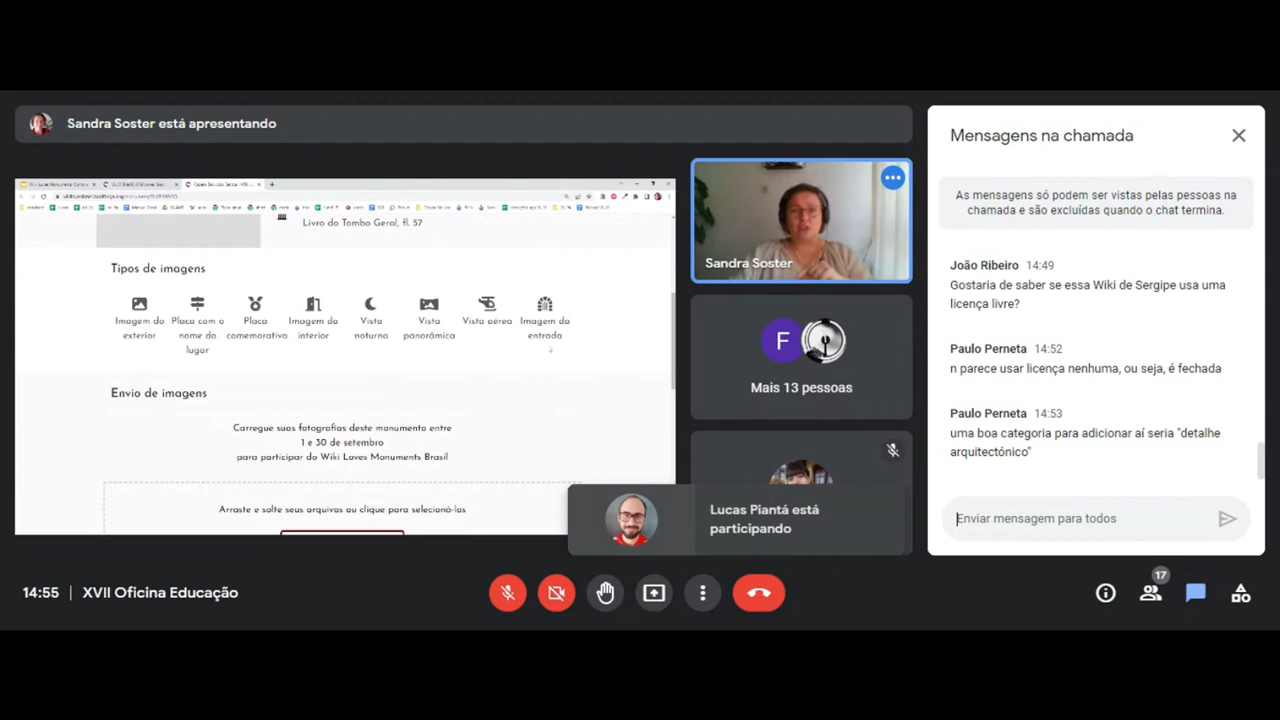 Sandra Soster está apresentando
Livro do Tombo Geral, fl. 57
Tipos de imagens
Imagem do exterior
Placa com o nome do lugar
Placa comemorativa
Imagem do interior
Vista noturna
Vista panorâmica
Vista aérea
Imagem da entrada
Envio de imagens
Carregue suas fotografias deste monumento entre
1 e 30 de setembro
para participar do Wiki Loves Monuments Brasil
Arraste e solte seus arquivos ou clique para selecioná-los
Sandra Soster
F
Mais 13 pessoas
Lucas Piantá está
participando
Mensagens na chamada
As mensagens só podem ser vistas pelas pessoas na
chamada e são excluídas quando o chat termina.
João Ribeiro 14:49
Gostaria de saber se essa Wiki de Sergipe usa uma
licença livre?
Paulo Perneta 14:52
n parece usar licença nenhuma, ou seja, é fechada
Paulo Perneta 14:53
uma boa categoria para adicionar aí seria "detalhe
arquitectónico"
Enviar mensagem para todos
14:55 | XVII Oficina Educação
17